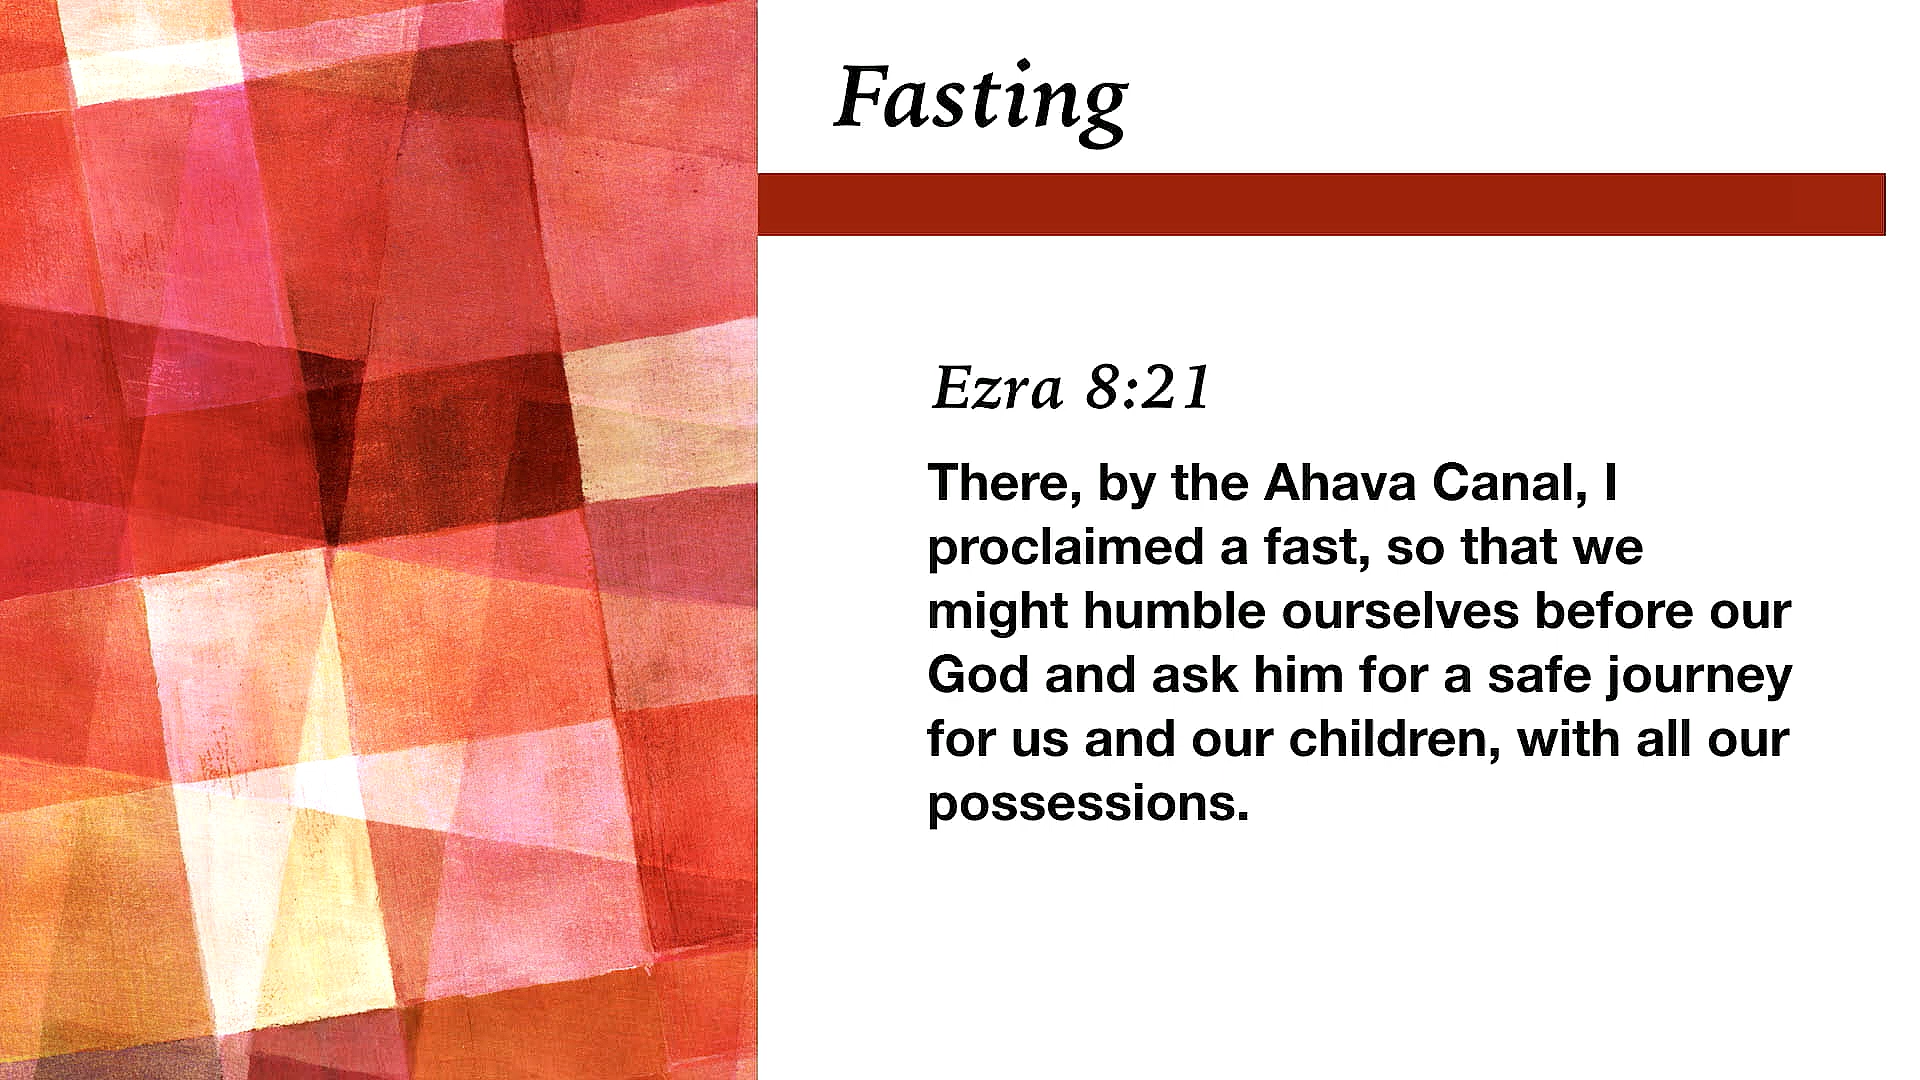 Fasting
Ezra 8:21
There, by the Ahava Canal, I
proclaimed a fast, so that we
might humble ourselves before our
God and ask him for a safe journey
for us and our children, with all our
possessions.